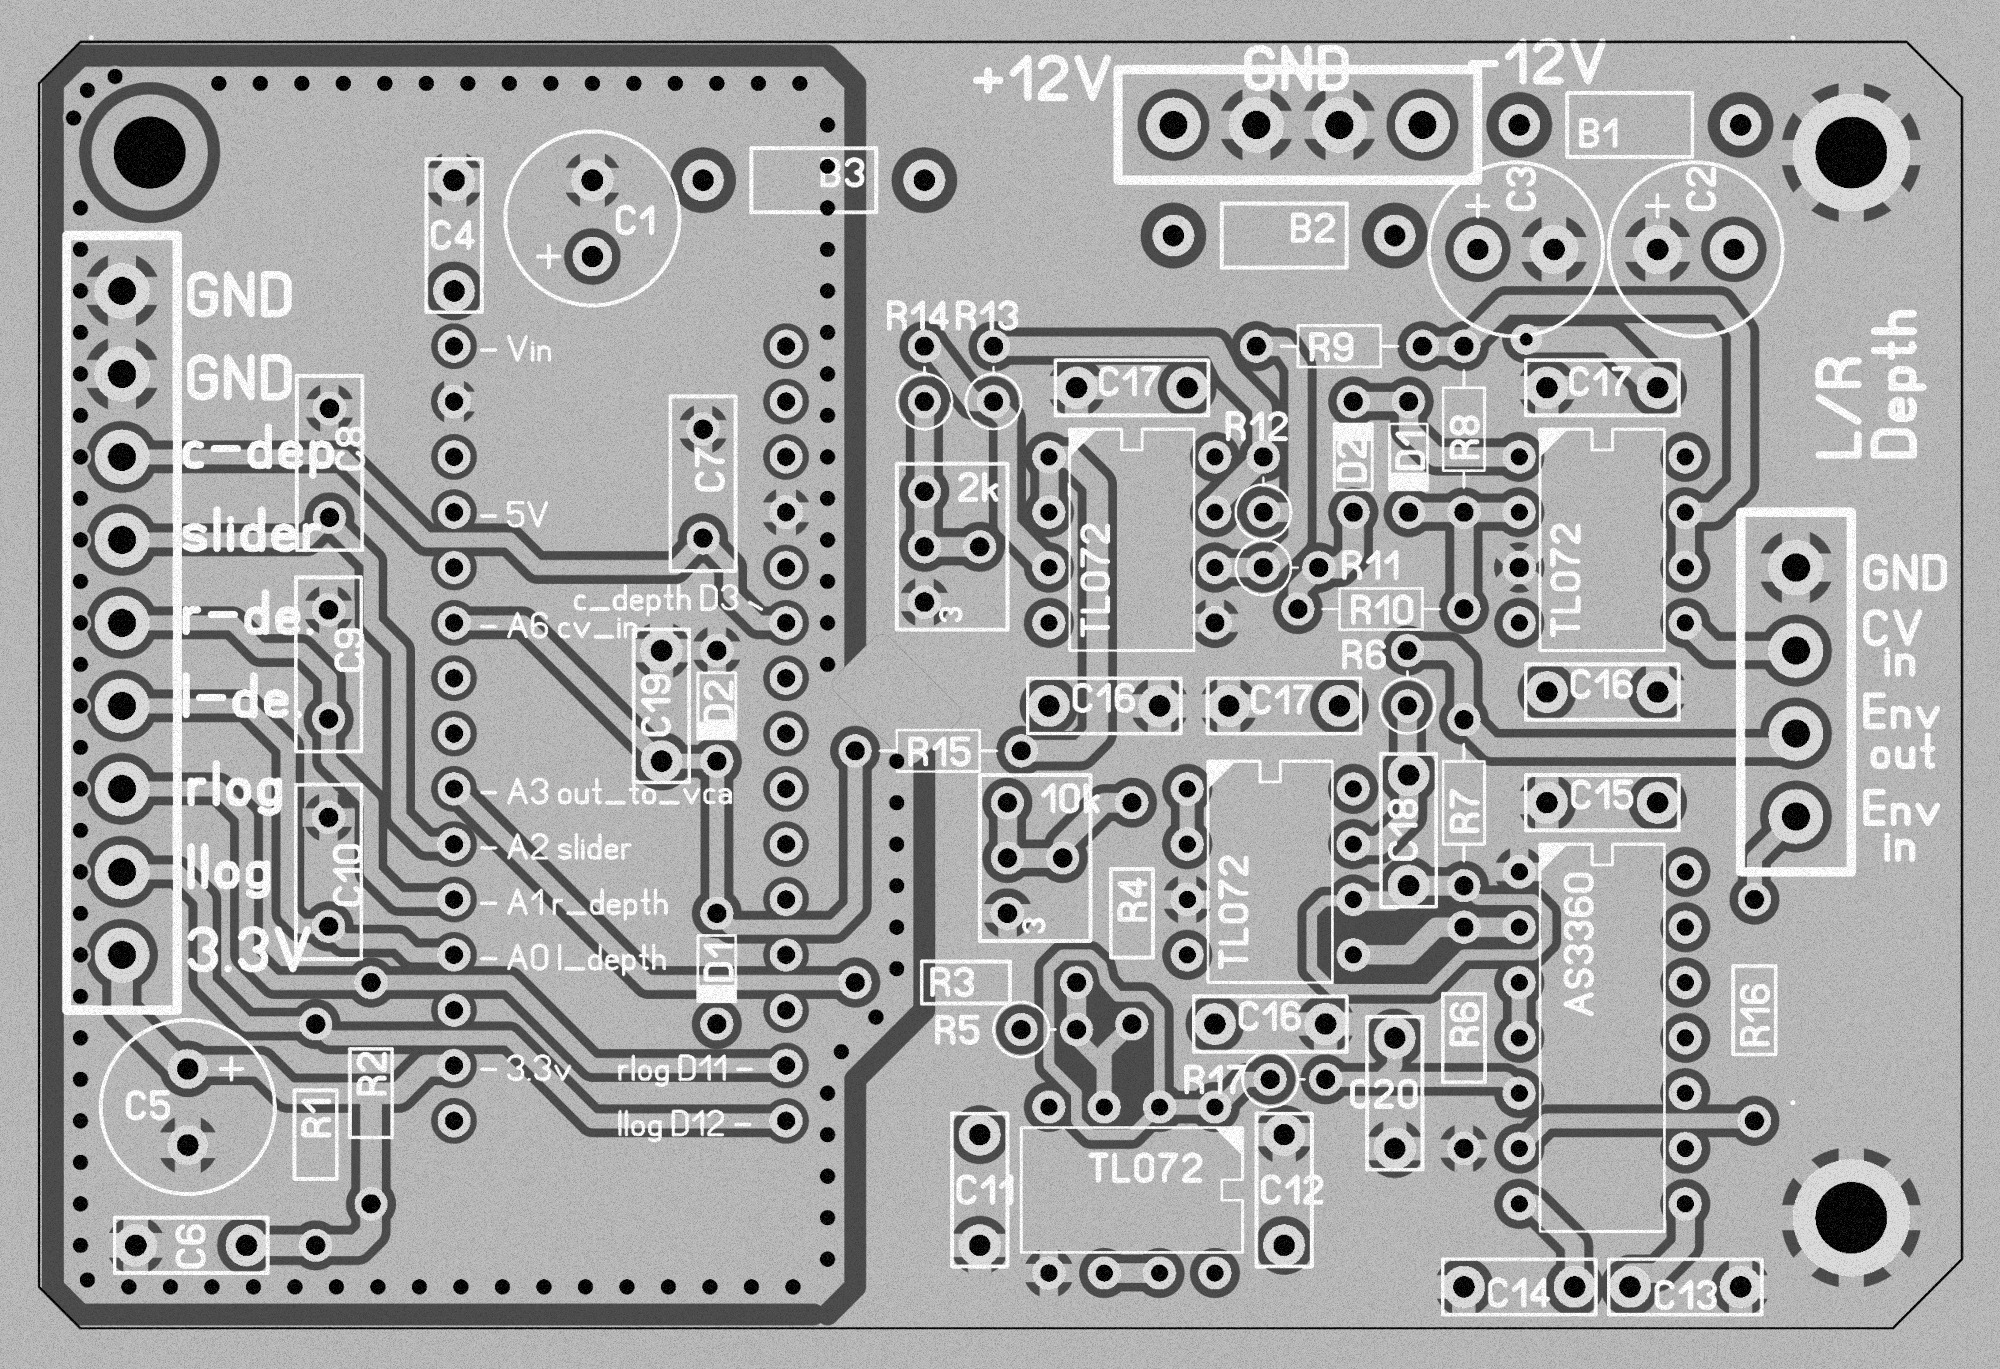 +12V
GND
-12V
B1
B3
C3
C2
C1
C4
B2
+
+
+
GND
R14
R13
- Vin
R9
L/R
Depth
GND
C17
C17
C8
R12
R8
c-dep
D2
D1
C7
2k
- 5V
slider
TL072
TL072
R11
GND
c_depth D3 -
3
R10
CV
in
r-de.
- A6 cv_in
C9
R6
l-de.
C19
D2
C16
C17
C16
Env
out
R15
rlog
- A3 out_to_vca
10k
R7
C15
Env
in
C18
llog
C10
- A2 slider
TL072
R4
AS3360
- A1 r_depth
3
3.3V
- A0 l_depth
D1
R3
R5
C16
R6
R16
+
R2
- 3.3v
rlog D11 -
R17
C20
C5
R1
llog D12 -
TL072
C11
C12
C6
C14
C13